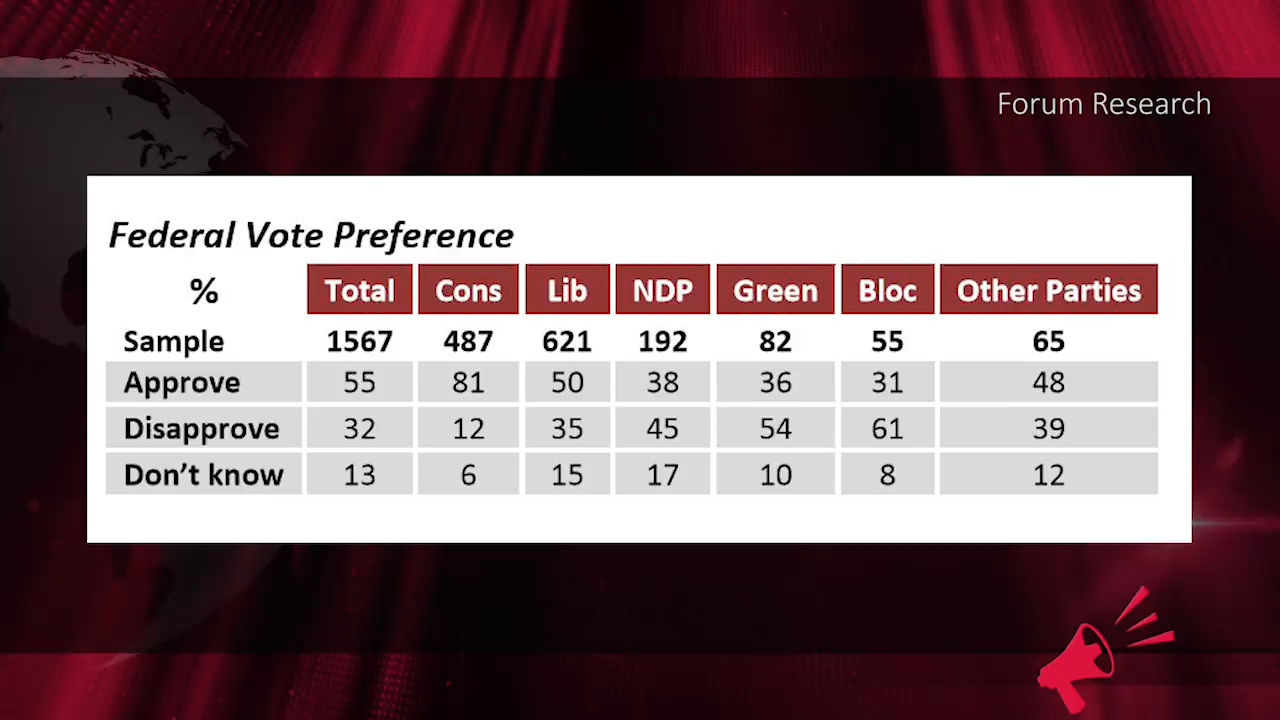 Forum Research
Federal Vote Preference
% Total Cons Lib NDP Green Bloc Other Parties
Sample 1567 487 621 192 82 55 65
Approve 55 81 50 38 36 31 48
Disapprove 32 12 35 45 54 61 39
Don’t know 13 6 15 17 10 8 12